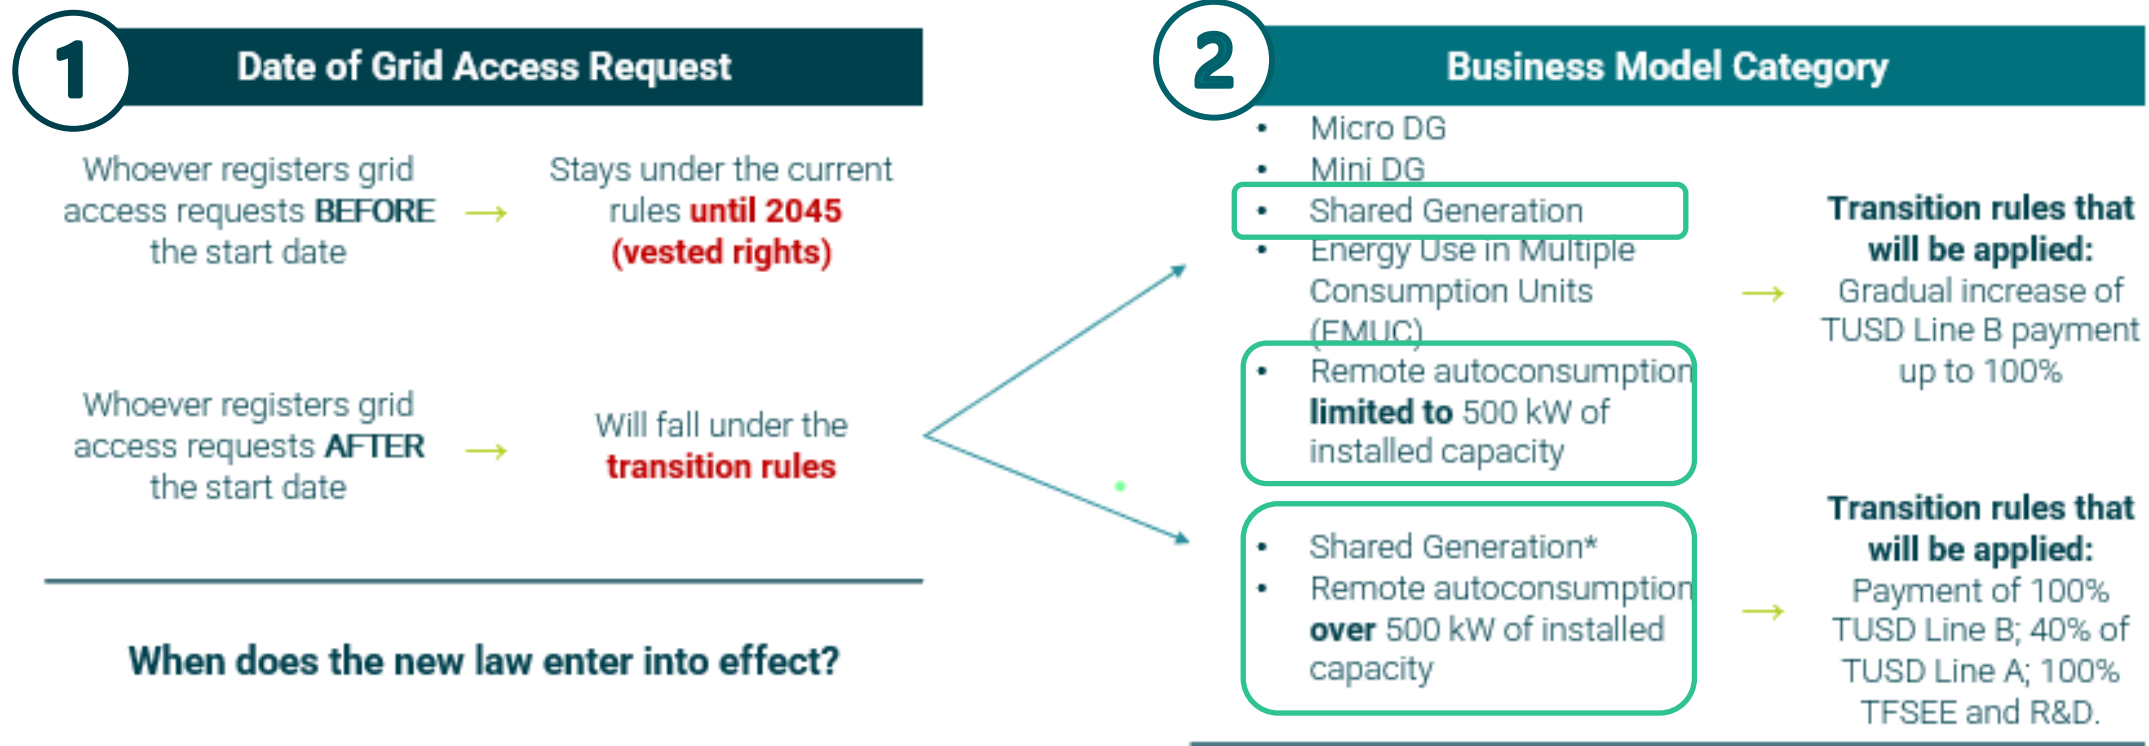 1
Date of Grid Access Request
Whoever registers grid
access requests BEFORE
the start date
→
Stays under the current
rules until 2045
(vested rights)
Whoever registers grid
access requests AFTER
the start date
→
Will fall under the
transition rules
When does the new law enter into effect?
2
Business Model Category
• Micro DG
• Mini DG
• Shared Generation
• Energy Use in Multiple
Consumption Units
(EMUC)
• Remote autoconsumption
limited to 500 kW of
installed capacity
→
Transition rules that
will be applied:
Gradual increase of
TUSD Line B payment
up to 100%
• Shared Generation*
• Remote autoconsumption
over 500 kW of installed
capacity
→
Transition rules that
will be applied:
Payment of 100%
TUSD Line B; 40% of
TUSD Line A; 100%
TFSEE and R&D.